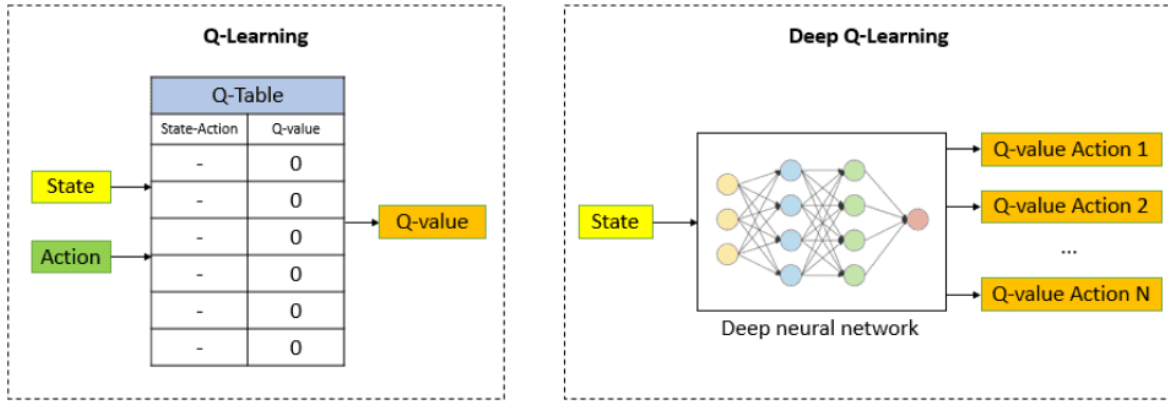 Q-Learning
Q-Table
State-Action Q-value
- 0
- 0
- 0
- 0
- 0
- 0
State
Action
Q-value
Deep Q-Learning
State
Deep neural network
Q-value Action 1
Q-value Action 2
...
Q-value Action N